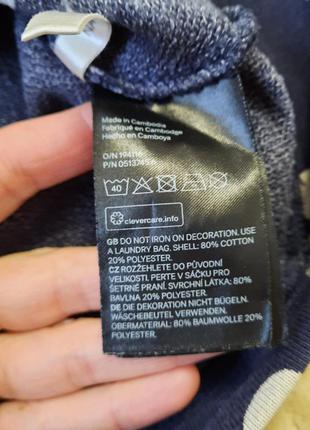 Made in Cambodia
Fabriqué en Cambodge
Hecho en Camboya
O/N 194116
P/N 0513745
40
clevercare.info
GB DO NOT IRON ON DECORATION. USE
A LAUNDRY BAG. SHELL: 80% COTTON
20% POLYESTER.
CZ ROZŽEHLETE DO PŮVODNÍ
VELIKOSTI. PERTE V SÁČKU PRO
ŠETRNÉ PRANÍ. SVRCHNÍ LÁTKA: 80%
BAVLNA 20% POLYESTER.
DE DIE DEKORATION NICHT BÜGELN.
WÄSCHEBEUTEL VERWENDEN.
OBERMATERIAL: 80% BAUMWOLLE 20%
POLYESTER.